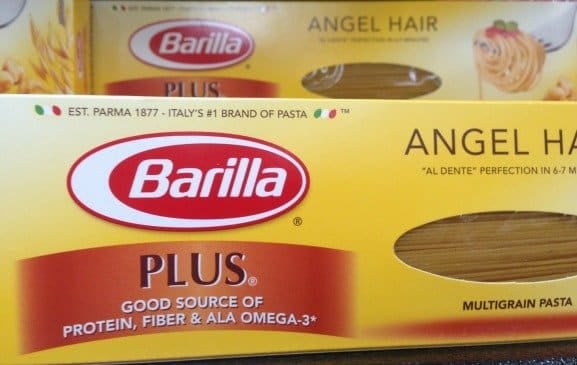 Barilla
PLUS
ANGEL HAIR
EST. PARMA 1877 - ITALY'S #1 BRAND OF PASTA ™
Barilla®
ANGEL HA
"AL DENTE" PERFECTION IN 6-7 M
PLUS®
GOOD SOURCE OF
PROTEIN, FIBER & ALA OMEGA-3*
MULTIGRAIN PASTA